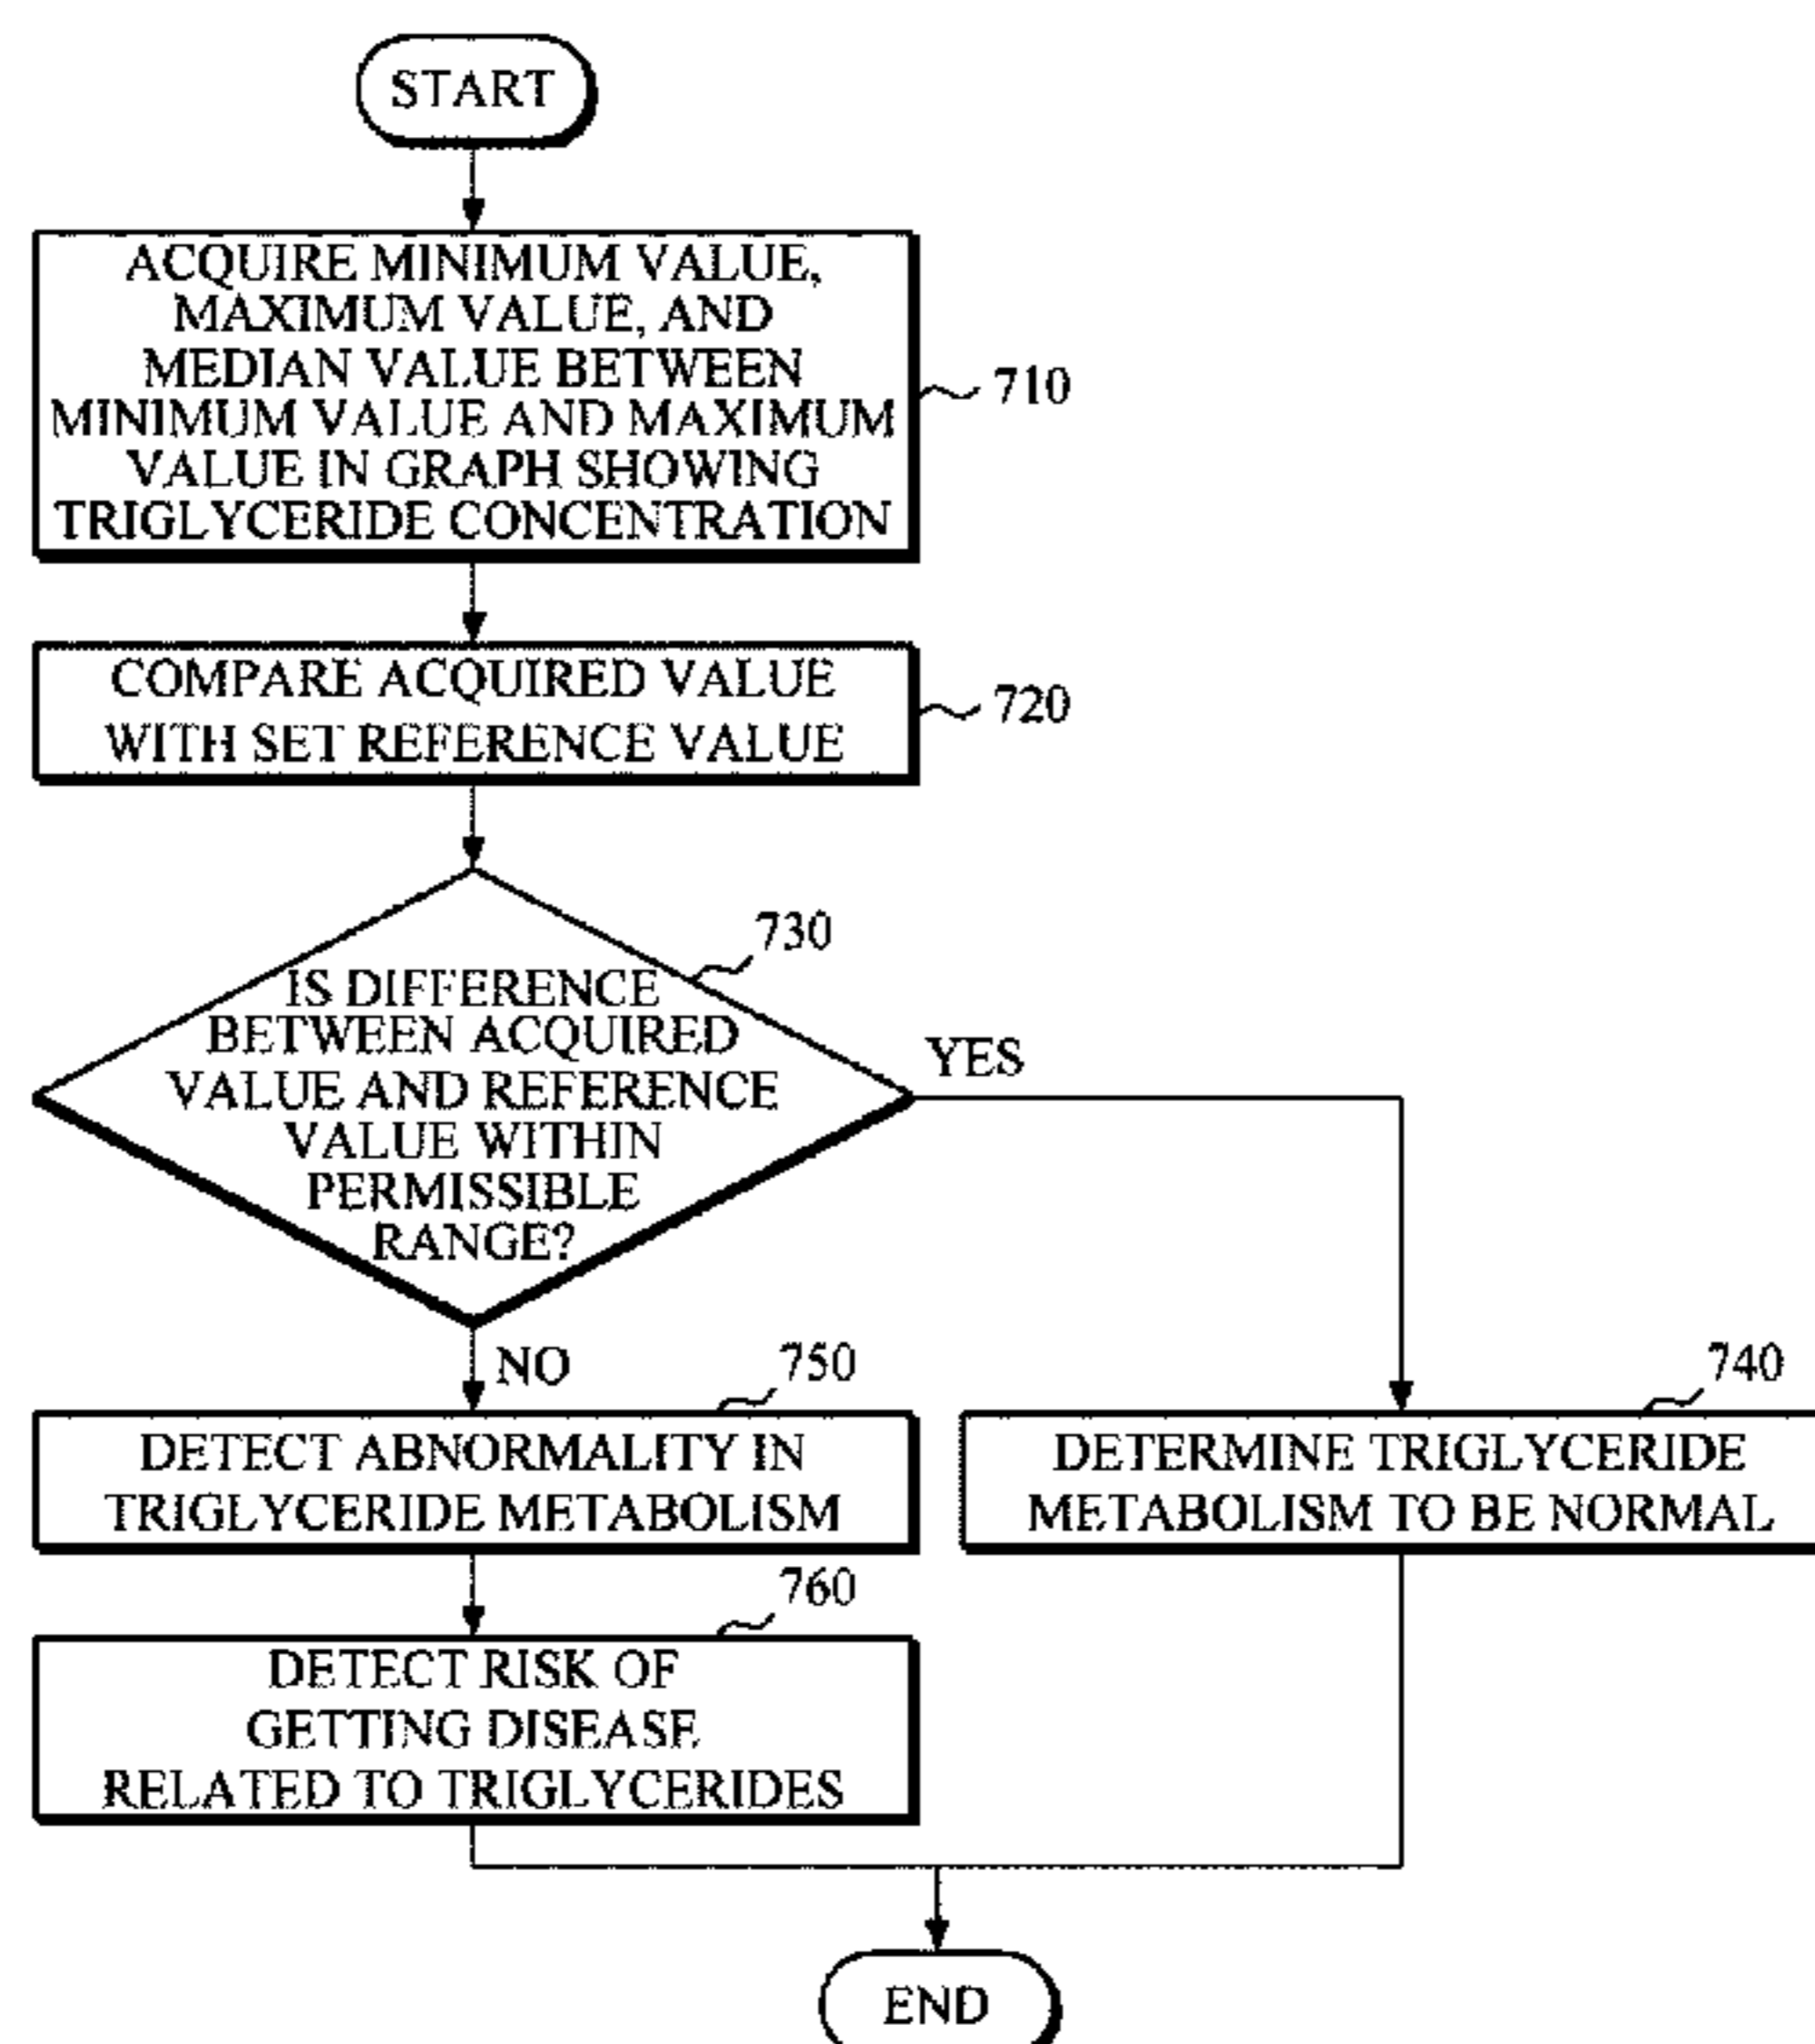 START
ACQUIRE MINIMUM VALUE,
MAXIMUM VALUE, AND
MEDIAN VALUE BETWEEN
MINIMUM VALUE AND MAXIMUM
VALUE IN GRAPH SHOWING
TRIGLYCERIDE CONCENTRATION
710
COMPARE ACQUIRED VALUE
WITH SET REFERENCE VALUE
720
730
IS DIFFERENCE
BETWEEN ACQUIRED
VALUE AND REFERENCE
VALUE WITHIN
PERMISSIBLE
RANGE?
YES
NO
750
DETECT ABNORMALITY IN
TRIGLYCERIDE METABOLISM
740
DETERMINE TRIGLYCERIDE
METABOLISM TO BE NORMAL
760
DETECT RISK OF
GETTING DISEASE
RELATED TO TRIGLYCERIDES
END